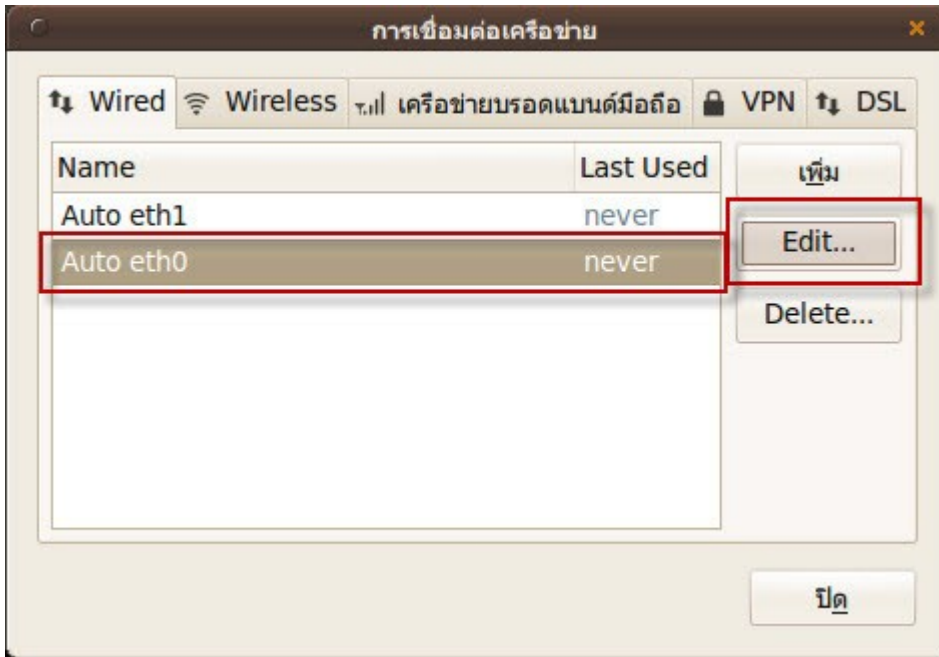 การเชื่อมต่อเครือข่าย
Wired Wireless เครือข่ายบรอดแบนด์มือถือ VPN DSL
Name Last Used
เพิ่ม
Auto eth1 never
Edit...
Auto eth0 never
Delete...
ปิด